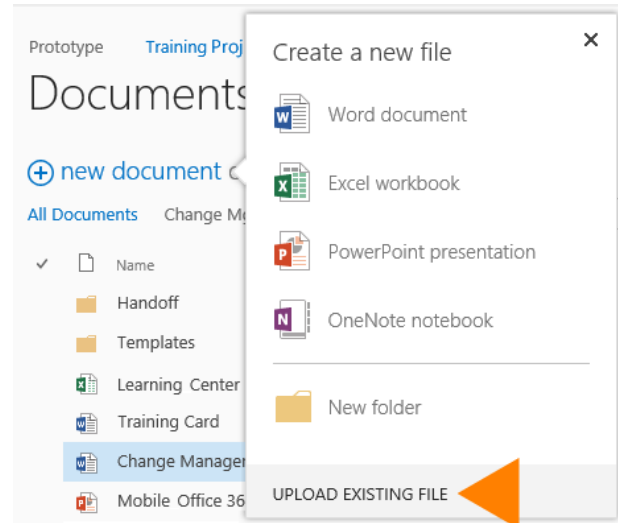 Prototype Training Proj
Documents
new document
All Documents Change Mg
Name
Handoff
Templates
Learning Center
Training Card
Change Manager
Mobile Office 36
Create a new file
Word document
Excel workbook
PowerPoint presentation
OneNote notebook
New folder
UPLOAD EXISTING FILE